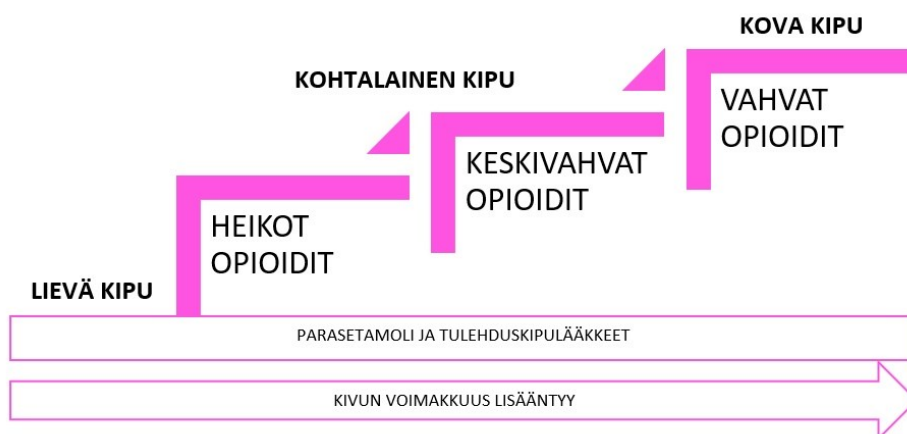 KOVA KIPU
KOHTALAINEN KIPU
VAHVAT
OPIOIDIT
KESKIVAHVAT
OPIOIDIT
HEIKOT
OPIOIDIT
LIEVÄ KIPU
PARASETAMOLI JA TULEHDUSKIPULÄÄKKEET
KIVUN VOIMAKKUUS LISÄÄNTYY